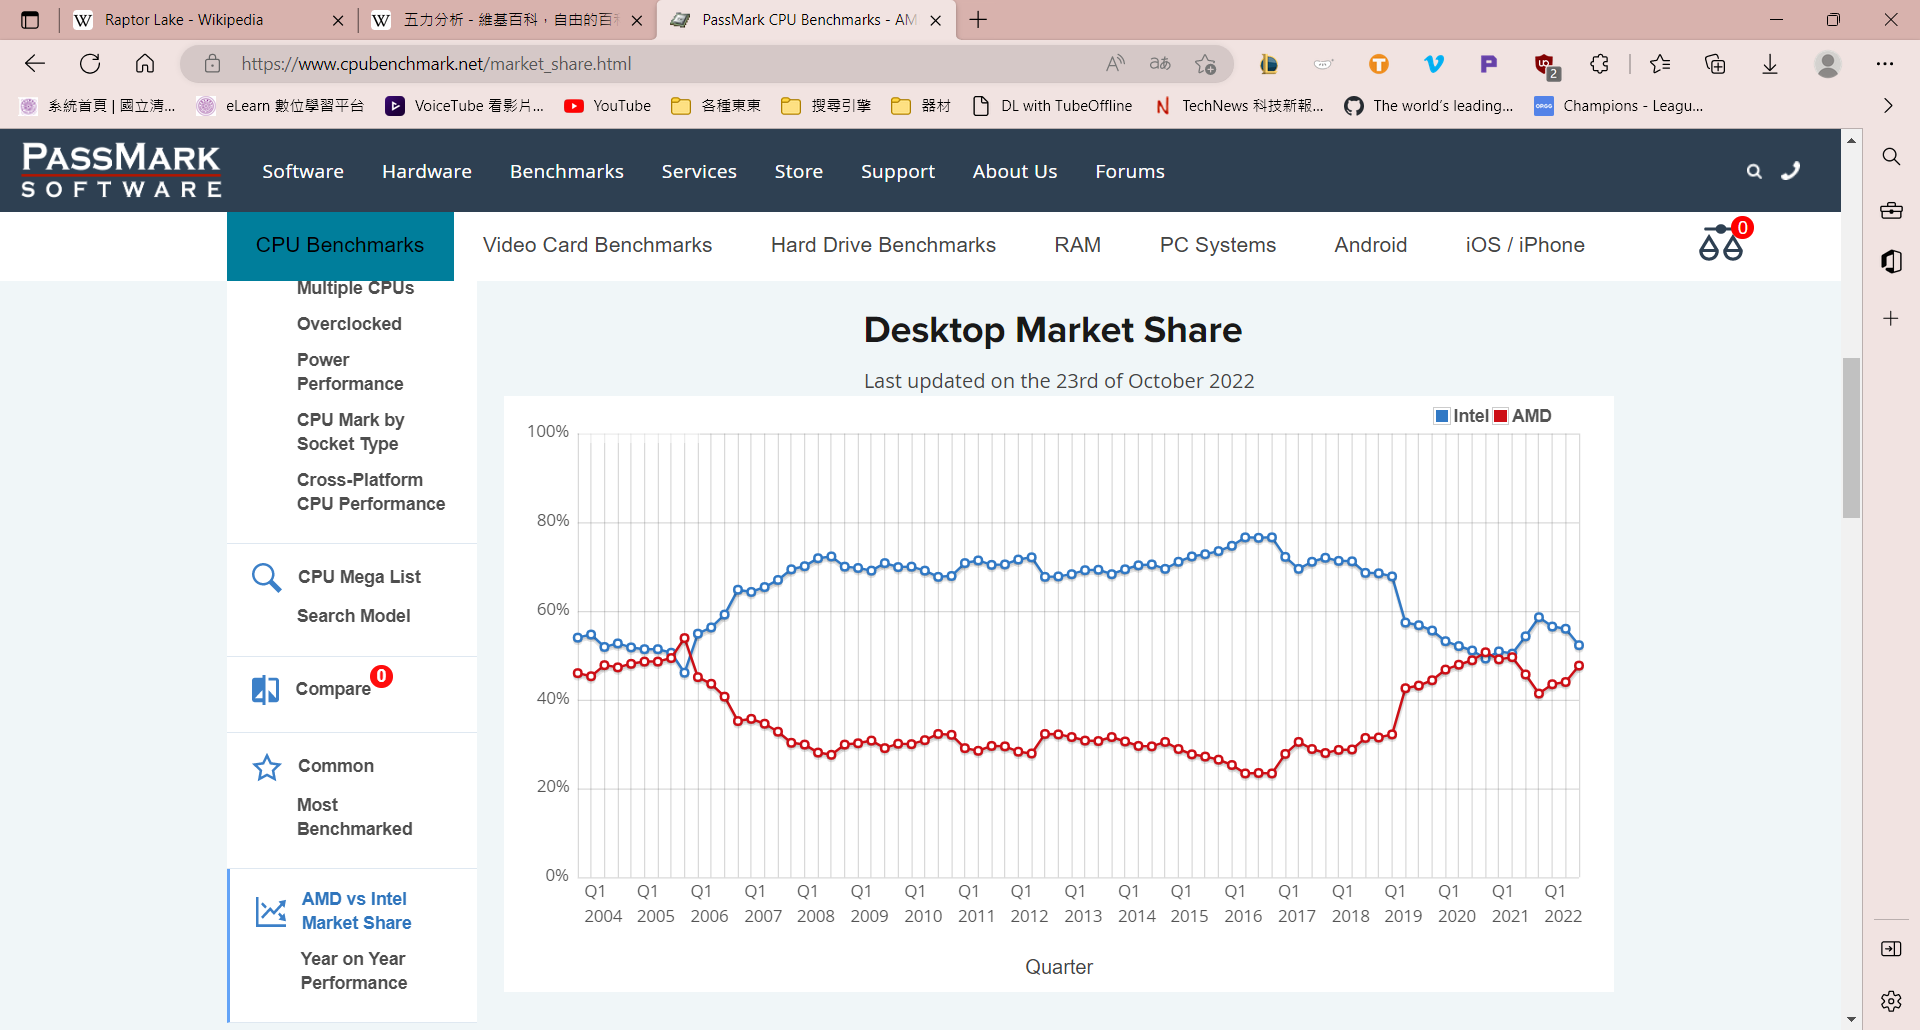 Raptor Lake - Wikipedia
五力分析 - 維基百科，自由的百
PassMark CPU Benchmarks - AM
https://www.cpubenchmark.net/market_share.html
2
系統首頁 | 國立清...
eLearn 數位學習平台
VoiceTube 看影片...
YouTube
各種東東
搜尋引擎
器材
DL with TubeOffline
TechNews 科技新報...
The world's leading...
Champions - Leagu...
PASSMARK
SOFTWARE
Software
Hardware
Benchmarks
Services
Store
Support
About Us
Forums
CPU Benchmarks
Video Card Benchmarks
Hard Drive Benchmarks
RAM
PC Systems
Android
iOS / iPhone
0
Multiple CPUs
Overclocked
Power
Performance
CPU Mark by
Socket Type
Cross-Platform
CPU Performance
CPU Mega List
Search Model
Compare
0
Common
Most
Benchmarked
AMD vs Intel
Market Share
Year on Year
Performance
Desktop Market Share
Last updated on the 23rd of October 2022
Intel AMD
100%
80%
60%
40%
20%
0%
Q1 Q1 Q1 Q1 Q1 Q1 Q1 Q1 Q1 Q1 Q1 Q1 Q1 Q1 Q1 Q1 Q1 Q1 Q1
2004 2005 2006 2007 2008 2009 2010 2011 2012 2013 2014 2015 2016 2017 2018 2019 2020 2021 2022
Quarter